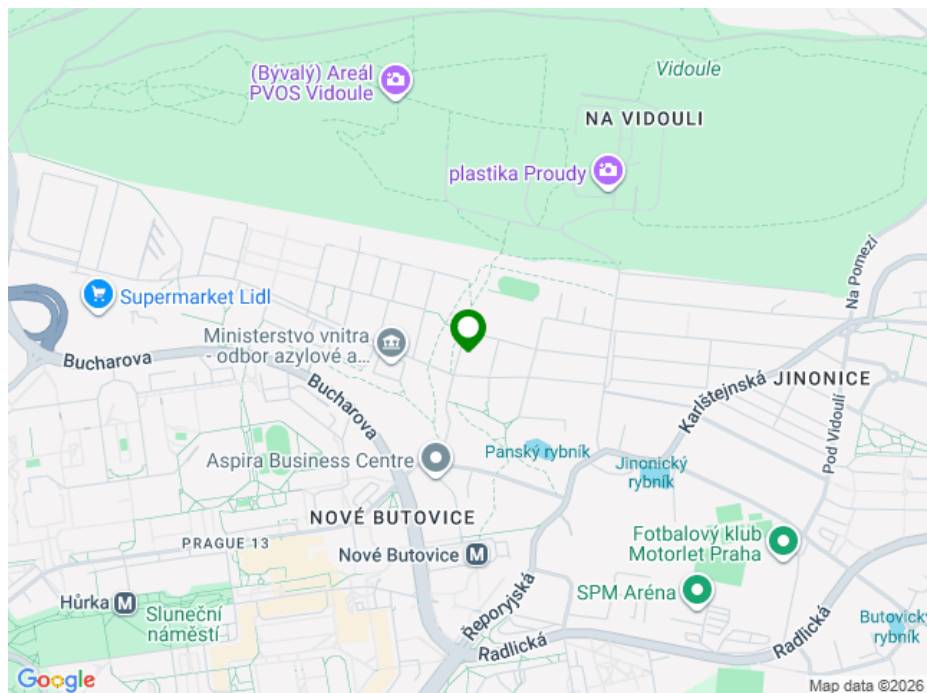 (Bývalý) Areál
PVOS Vidoule
Vidoule
NA VIDOULI
plastika Proudy
Na Pomezí
Supermarket Lidl
Ministerstvo vnitra
- odbor azylové a...
Bucharova
Bucharova
Karlštejnská
JINONICE
Pod Vidoulí
Aspira Business Centre
Panský rybník
Jinonický
rybník
NOVÉ BUTOVICE
PRAGUE 13
Fotbalový klub
Motorlet Praha
Nové Butovice
M
Hůrka
M
Sluneční
náměstí
Řeporyjská
SPM Aréna
Radlická
Radlická
Butovický
rybník
Google
Map data ©2026